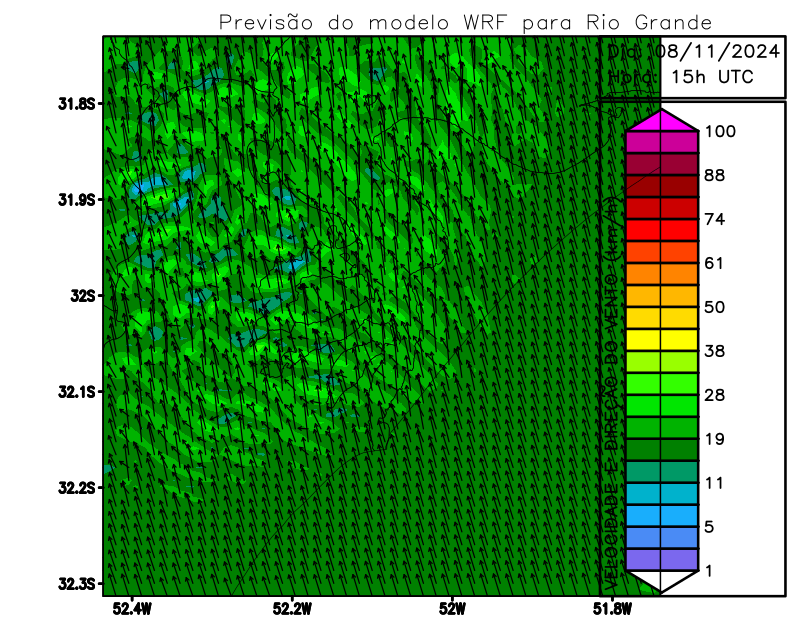 Previsão do modelo WRF para Rio Grande
Dia: 08/11/2024
Hora: 15h UTC
31.8S
31.9S
32S
32.1S
32.2S
32.3S
52.4W
52.2W
52W
51.8W
VELOCIDADE E DIREÇÃO DO VENTO (km/h)
100
88
74
61
50
38
28
19
11
5
1